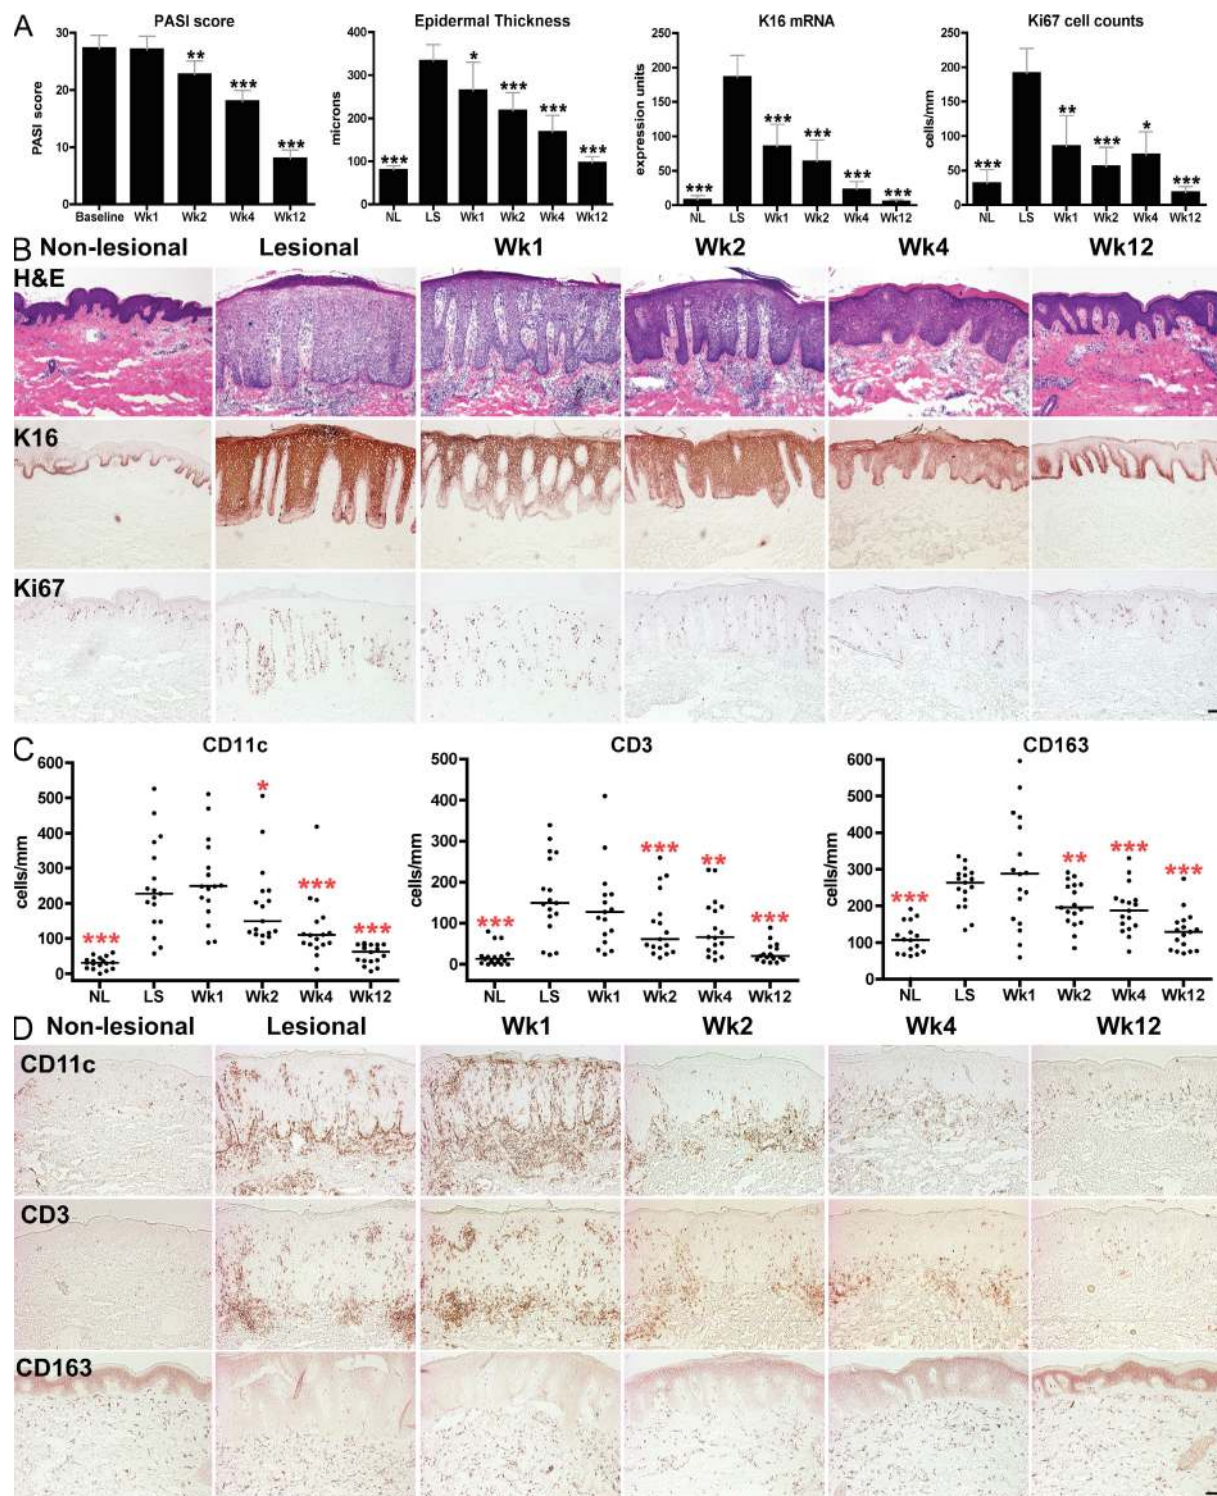 A
PASI score
Epidermal Thickness
K16 mRNA
Ki67 cell counts
PASI score
30
20
10
0
**
***
***
Baseline Wk1 Wk2 Wk4 Wk12
microns
400
300
200
100
0
***
*
***
***
***
NL LS Wk1 Wk2 Wk4 Wk12
expression units
250
200
150
100
50
0
***
***
***
***
***
NL LS Wk1 Wk2 Wk4 Wk12
cells/mm
250
200
150
100
50
0
***
**
***
*
***
NL LS Wk1 Wk2 Wk4 Wk12
B Non-lesional Lesional Wk1 Wk2 Wk4 Wk12
H&E
K16
Ki67
C
CD11c
CD3
CD163
cells/mm
600
500
400
300
200
100
0
***
*
***
***
NL LS Wk1 Wk2 Wk4 Wk12
cells/mm
500
400
300
200
100
0
***
***
**
***
NL LS Wk1 Wk2 Wk4 Wk12
cells/mm
600
500
400
300
200
100
0
***
**
***
***
NL LS Wk1 Wk2 Wk4 Wk12
D Non-lesional Lesional Wk1 Wk2 Wk4 Wk12
CD11c
CD3
CD163